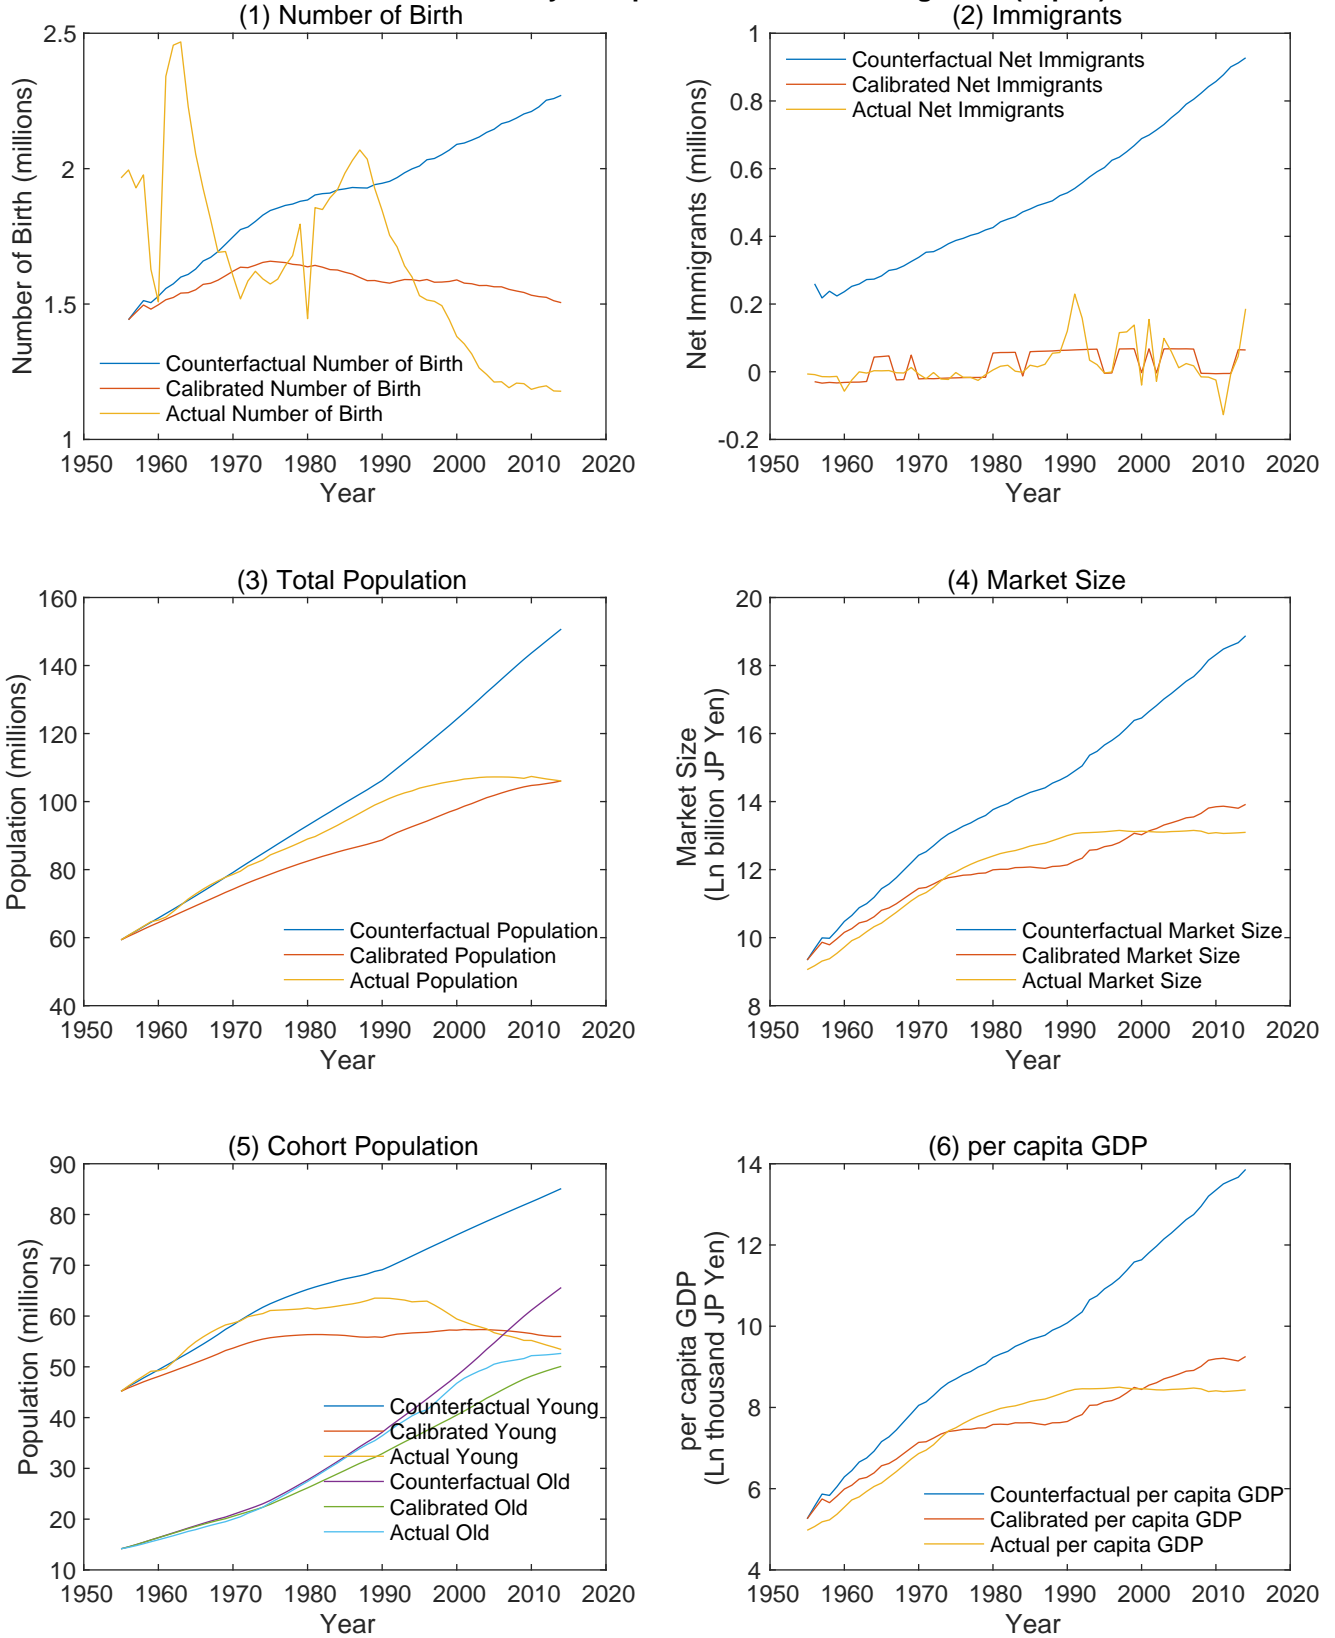 (1) Number of Birth
2.5
2
1.5
1
Number of Birth (millions)
Counterfactual Number of Birth
Calibrated Number of Birth
Actual Number of Birth
1950 1960 1970 1980 1990 2000 2010 2020
Year
(2) Immigrants
1
0.8
0.6
0.4
0.2
0
-0.2
Net Immigrants (millions)
Counterfactual Net Immigrants
Calibrated Net Immigrants
Actual Net Immigrants
1950 1960 1970 1980 1990 2000 2010 2020
Year
(3) Total Population
160
140
120
100
80
60
40
Population (millions)
Counterfactual Population
Calibrated Population
Actual Population
1950 1960 1970 1980 1990 2000 2010 2020
Year
(4) Market Size
20
18
16
14
12
10
8
Market Size
(Ln billion JP Yen)
Counterfactual Market Size
Calibrated Market Size
Actual Market Size
1950 1960 1970 1980 1990 2000 2010 2020
Year
(5) Cohort Population
90
80
70
60
50
40
30
20
10
Population (millions)
Counterfactual Young
Calibrated Young
Actual Young
Counterfactual Old
Calibrated Old
Actual Old
1950 1960 1970 1980 1990 2000 2010 2020
Year
(6) per capita GDP
14
12
10
8
6
4
per capita GDP
(Ln thousand JP Yen)
Counterfactual per capita GDP
Calibrated per capita GDP
Actual per capita GDP
1950 1960 1970 1980 1990 2000 2010 2020
Year